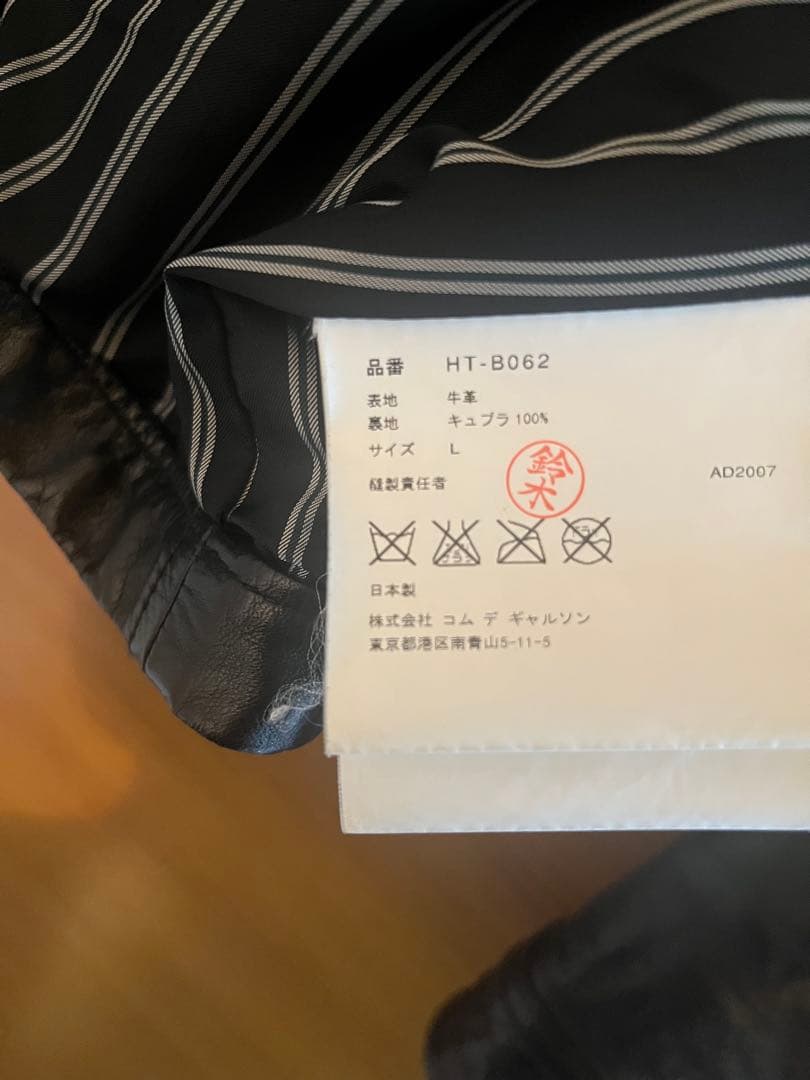 品番 HT-B062
表地 牛革
裏地 キュプラ 100%
サイズ L
縫製責任者 鈴木
AD2007
日本製
株式会社 コム デ ギャルソン
東京都港区南青山5-11-5